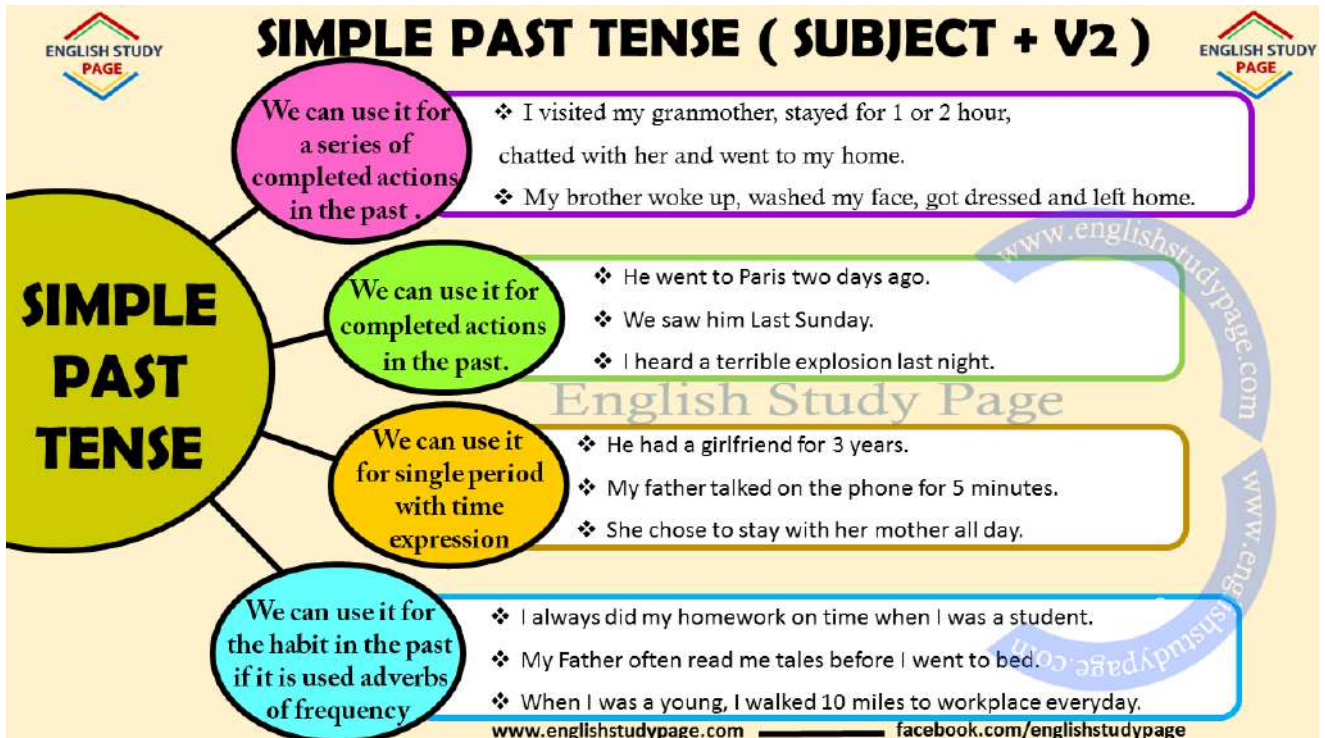 ENGLISH STUDY
PAGE
SIMPLE PAST TENSE ( SUBJECT + V2 )
ENGLISH STUDY
PAGE
We can use it for
a series of
completed actions
in the past .
❖ I visited my granmother, stayed for 1 or 2 hour,
chatted with her and went to my home.
❖ My brother woke up, washed my face, got dressed and left home.
SIMPLE
PAST
TENSE
We can use it for
completed actions
in the past.
❖ He went to Paris two days ago.
❖ We saw him Last Sunday.
❖ I heard a terrible explosion last night.
English Study Page
www.englishstudypage.com
We can use it
for single period
with time
expression
❖ He had a girlfriend for 3 years.
❖ My father talked on the phone for 5 minutes.
❖ She chose to stay with her mother all day.
www.englishstudypage.com
We can use it for
the habit in the past
if it is used adverbs
of frequency
❖ I always did my homework on time when I was a student.
❖ My Father often read me tales before I went to bed.
❖ When I was a young, I walked 10 miles to workplace everyday.
www.englishstudypage.com facebook.com/englishstudypage